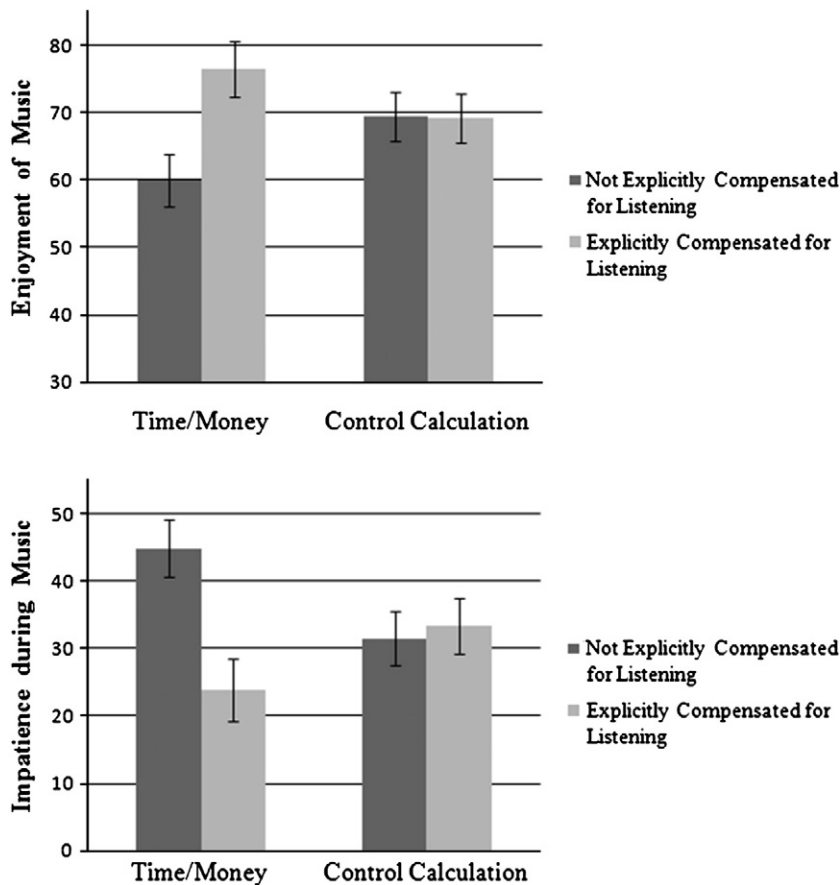 Enjoyment of Music
80
70
60
50
40
30
Time/Money Control Calculation
Not Explicitly Compensated
for Listening
Explicitly Compensated for
Listening
Impatience during Music
50
40
30
20
10
0
Time/Money Control Calculation
Not Explicitly Compensated
for Listening
Explicitly Compensated for
Listening